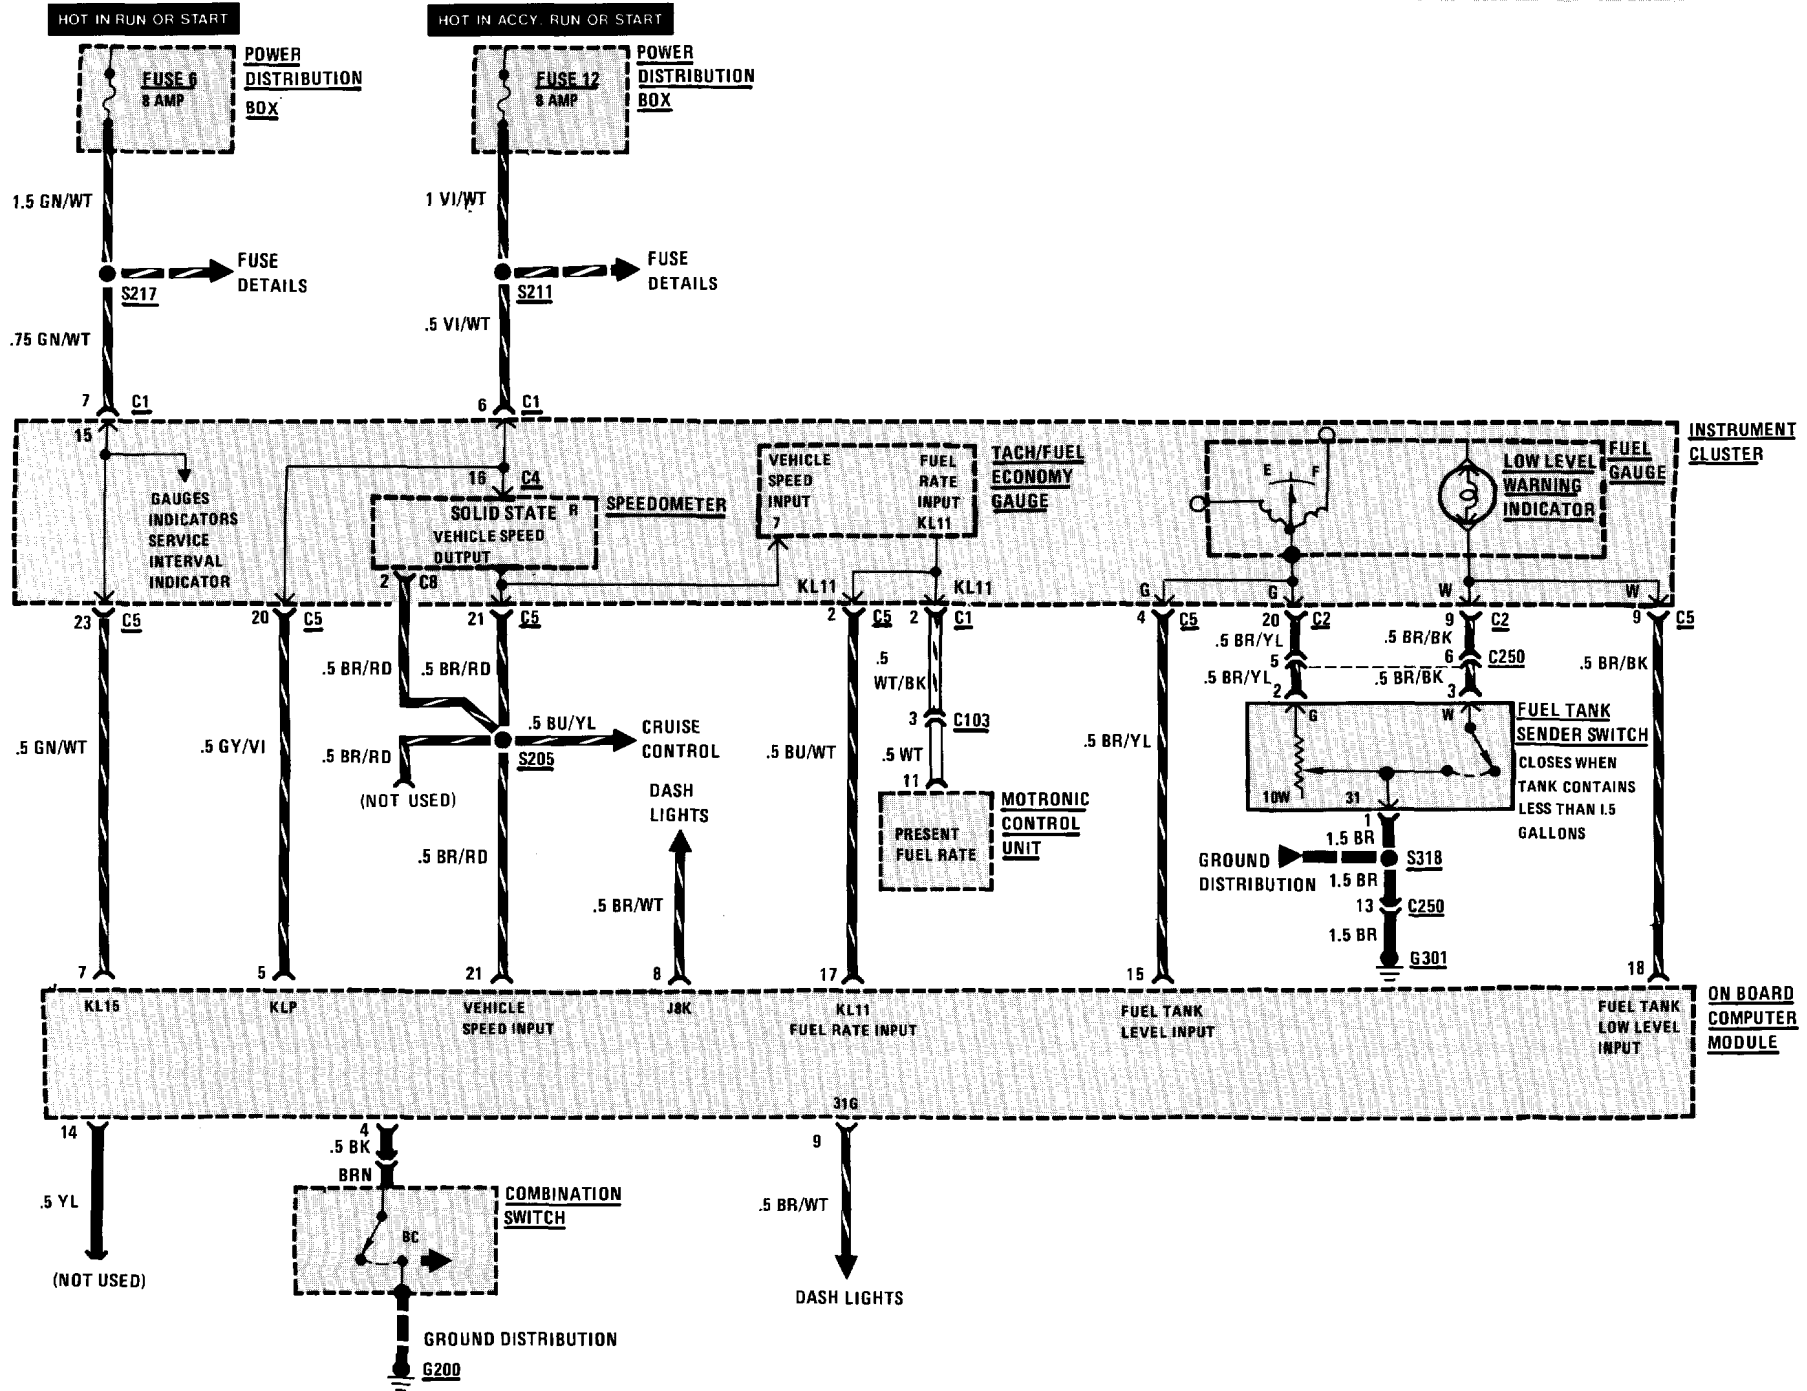 HOT IN RUN OR START
HOT IN ACCY, RUN OR START
FUSE 6
8 AMP
POWER
DISTRIBUTION
BOX
FUSE 12
8 AMP
POWER
DISTRIBUTION
BOX
1.5 GN/WT
1 VI/WT
FUSE
DETAILS
S217
FUSE
DETAILS
S211
.75 GN/WT
.5 VI/WT
7
C1
6
C1
15
GAUGES
INDICATORS
SERVICE
INTERVAL
INDICATOR
16
C4
SOLID STATE R
VEHICLE SPEED
OUTPUT
SPEEDOMETER
2
C8
VEHICLE
SPEED
INPUT
7
FUEL
RATE
INPUT
KL11
TACH/FUEL
ECONOMY
GAUGE
KL11
KL11
E
F
LOW LEVEL
WARNING
INDICATOR
FUEL
GAUGE
INSTRUMENT
CLUSTER
G
G
W
W
23
C5
20
C5
21
C5
2
C5
2
C1
4
C5
20
C2
9
C2
9
C5
.5 BR/RD
.5 BR/RD
.5
WT/BK
.5 BR/YL
.5 BR/BK
5
6
C250
.5 BR/YL
.5 BR/BK
.5 BR/BK
2
3
.5 GN/WT
.5 GY/VI
.5 BR/RD
(NOT USED)
.5 BU/YL
S205
CRUISE
CONTROL
.5 BU/WT
3
C103
.5 WT
11
.5 BR/YL
G
W
10W
31
FUEL TANK
SENDER SWITCH
CLOSES WHEN
TANK CONTAINS
LESS THAN 1.5
GALLONS
DASH
LIGHTS
PRESENT
FUEL RATE
MOTRONIC
CONTROL
UNIT
1
1.5 BR
GROUND
DISTRIBUTION
S318
1.5 BR
13
C250
1.5 BR
G301
.5 BR/RD
.5 BR/WT
7
5
21
8
17
15
18
KL15
KLP
VEHICLE
SPEED INPUT
J8K
KL11
FUEL RATE INPUT
FUEL TANK
LEVEL INPUT
FUEL TANK
LOW LEVEL
INPUT
ON BOARD
COMPUTER
MODULE
31G
14
4
9
.5 BK
BRN
.5 YL
(NOT USED)
BC
COMBINATION
SWITCH
.5 BR/WT
DASH LIGHTS
GROUND DISTRIBUTION
G200